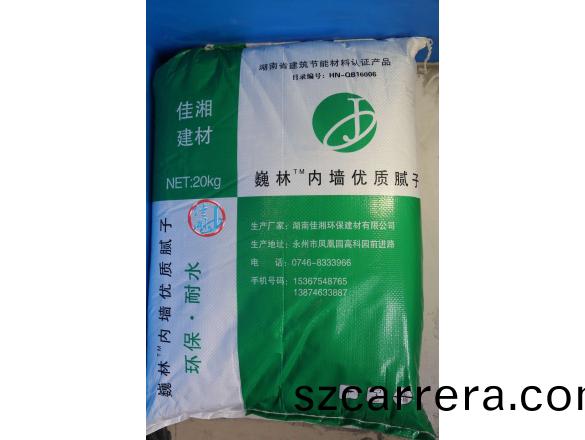 湖南省建筑节能材料认证产品
目录编号：HN-QB16006
佳湘
建材
NET:20kg
巍林™内墙优质腻子
生产厂家：湖南佳湘环保建材有限公司
生产地址：永州市凤凰园高科园前进路
电　话：0746-8333966
手机号码：15367548765
13874633887
巍林™内墙优质腻子
环保·耐水
佳湖
szcarrera.com